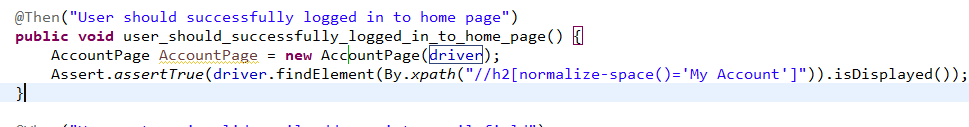 @Then("User should successfully logged in to home page")
public void user_should_successfully_logged_in_to_home_page() {
AccountPage AccountPage = new AccountPage(driver);
Assert.assertTrue(driver.findElement(By.xpath("//h2[normalize-space()='My Account']")).isDisplayed());
}